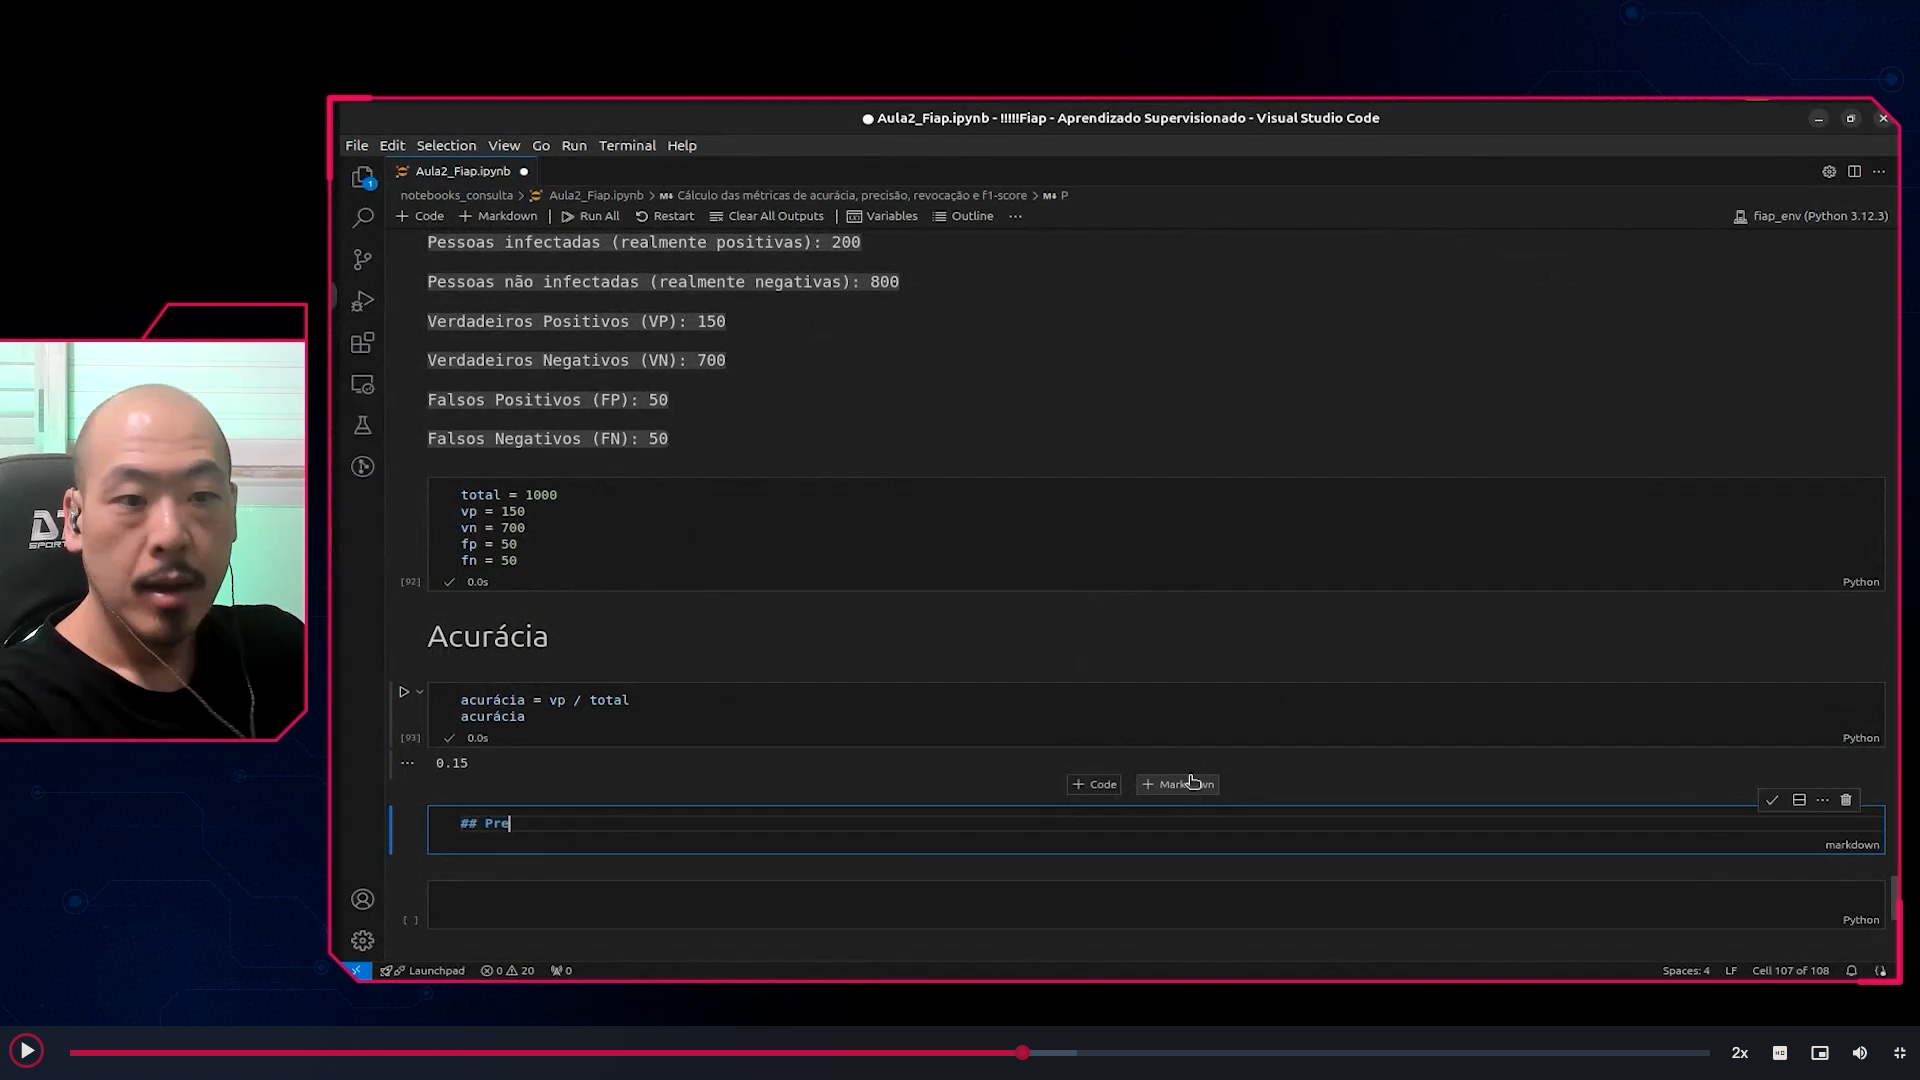 Aula2_Fiap.ipynb - !!!!!Fiap - Aprendizado Supervisionado - Visual Studio Code
File Edit Selection View Go Run Terminal Help
1
Aula2_Fiap.ipynb
notebooks_consulta > Aula2_Fiap.ipynb > M↓ Cálculo das métricas de acurácia, precisão, revocação e f1-score > M↓ P
+ Code + Markdown | Run All Restart Clear All Outputs | Variables Outline ...
fiap_env (Python 3.12.3)
Pessoas infectadas (realmente positivas): 200
Pessoas não infectadas (realmente negativas): 800
Verdadeiros Positivos (VP): 150
Verdadeiros Negativos (VN): 700
Falsos Positivos (FP): 50
Falsos Negativos (FN): 50
total = 1000
vp = 150
vn = 700
fp = 50
fn = 50
[92] 0.0s Python
Acurácia
acurácia = vp / total
acurácia
[93] 0.0s Python
... 0.15
+ Code + Markdown
## Pre
markdown
[ ] Python
Launchpad 0 20 0 Spaces: 4 LF Cell 107 of 108
SPORT
2x HD